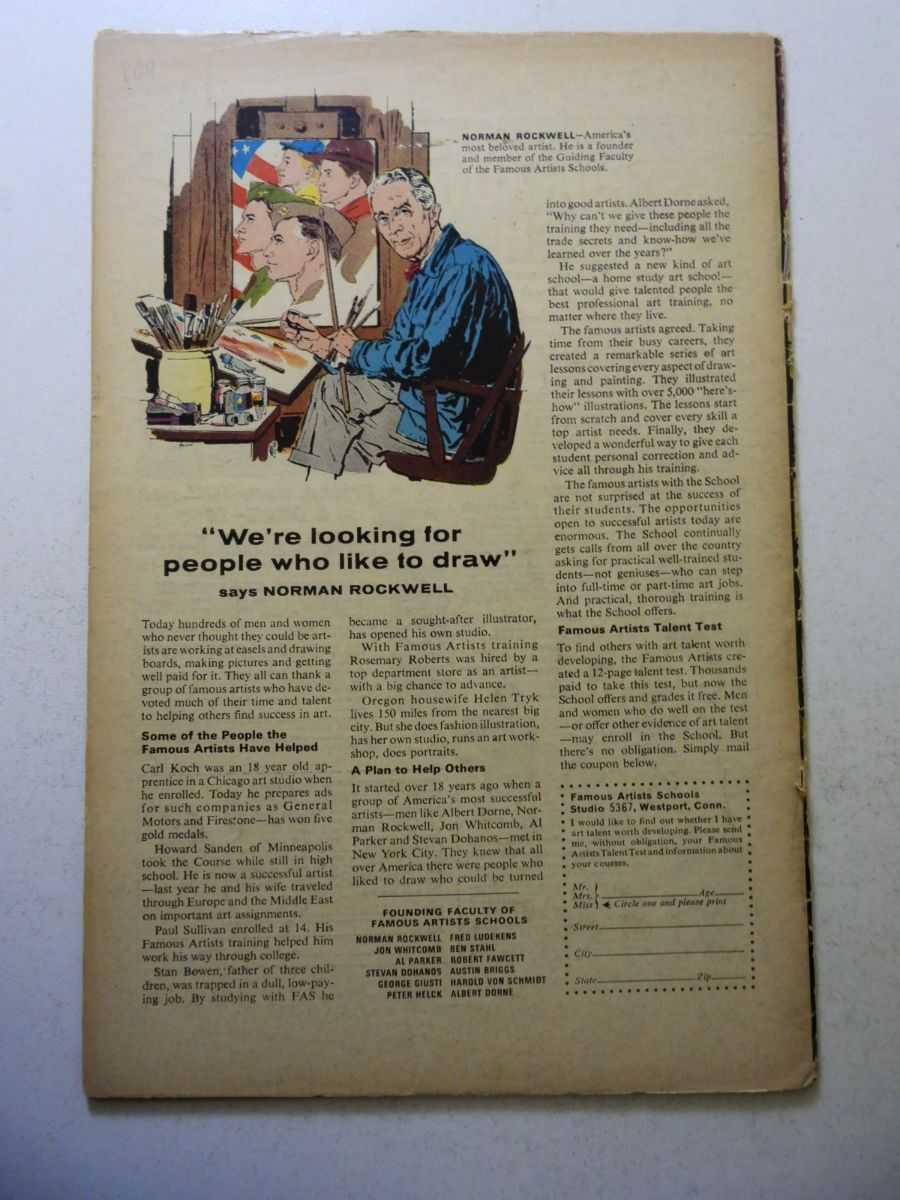 NORMAN ROCKWELL—America's
most beloved artist. He is a founder
and member of the Guiding Faculty
of the Famous Artists Schools.
"We're looking for
people who like to draw"
says NORMAN ROCKWELL
Today hundreds of men and women
who never thought they could be art-
ists are working at easels and drawing
boards, making pictures and getting
well paid for it. They all can thank a
group of famous artists who have de-
voted much of their time and talent
to helping others find success in art.
Some of the People the
Famous Artists Have Helped
Carl Koch was an 18 year old ap-
prentice in a Chicago art studio when
he enrolled. Today he prepares ads
for such companies as General
Motors and Firestone—has won five
gold medals.
Howard Sanden of Minneapolis
took the Course while still in high
school. He is now a successful artist
—last year he and his wife traveled
through Europe and the Middle East
on important art assignments.
Paul Sullivan enrolled at 14. His
Famous Artists training helped him
work his way through college.
Stan Bowen, father of three chil-
dren, was trapped in a dull, low-pay-
ing job. By studying with FAS he
became a sought-after illustrator,
has opened his own studio.
With Famous Artists training
Rosemary Roberts was hired by a
top department store as an artist—
with a big chance to advance.
Oregon housewife Helen Tryk
lives 150 miles from the nearest big
city. But she does fashion illustration,
has her own studio, runs an art work-
shop, does portraits.
A Plan to Help Others
It started over 18 years ago when a
group of America's most successful
artists—men like Albert Dorne, Nor-
man Rockwell, Jon Whitcomb, Al
Parker and Stevan Dohanos—met in
New York City. They knew that all
over America there were people who
liked to draw who could be turned
into good artists. Albert Dorne asked,
"Why can't we give these people the
training they need—including all the
trade secrets and know-how we've
learned over the years?"
He suggested a new kind of art
school—a home study art school—
that would give talented people the
best professional art training, no
matter where they live.
The famous artists agreed. Taking
time from their busy careers, they
created a remarkable series of art
lessons covering every aspect of draw-
ing and painting. They illustrated
their lessons with over 5,000 "here's-
how" illustrations. The lessons start
from scratch and cover every skill a
top artist needs. Finally, they de-
veloped a wonderful way to give each
student personal correction and ad-
vice all through his training.
The famous artists with the School
are not surprised at the success of
their students. The opportunities
open to successful artists today are
enormous. The School continually
gets calls from all over the country
asking for practical well-trained stu-
dents—not geniuses—who can step
into full-time or part-time art jobs.
And practical, thorough training is
what the School offers.
Famous Artists Talent Test
To find others with art talent worth
developing, the Famous Artists cre-
ated a 12-page talent test. Thousands
paid to take this test, but now the
School offers and grades it free. Men
and women who do well on the test
—or offer other evidence of art talent
—may enroll in the School. But
there's no obligation. Simply mail
the coupon below.
FOUNDING FACULTY OF
FAMOUS ARTISTS SCHOOLS
NORMAN ROCKWELL FRED LUDEKENS
JON WHITCOMB BEN STAHL
AL PARKER ROBERT FAWCETT
STEVAN DOHANOS AUSTIN BRIGGS
GEORGE GIUSTI HAROLD VON SCHMIDT
PETER HELCK ALBERT DORNE
Famous Artists Schools
Studio 5367, Westport, Conn.
I would like to find out whether I have
art talent worth developing. Please send
me, without obligation, your Famous
Artists Talent Test and information about
your courses.
Mr.
Mrs. Age
Miss Circle one and please print
Street
City
State Zip